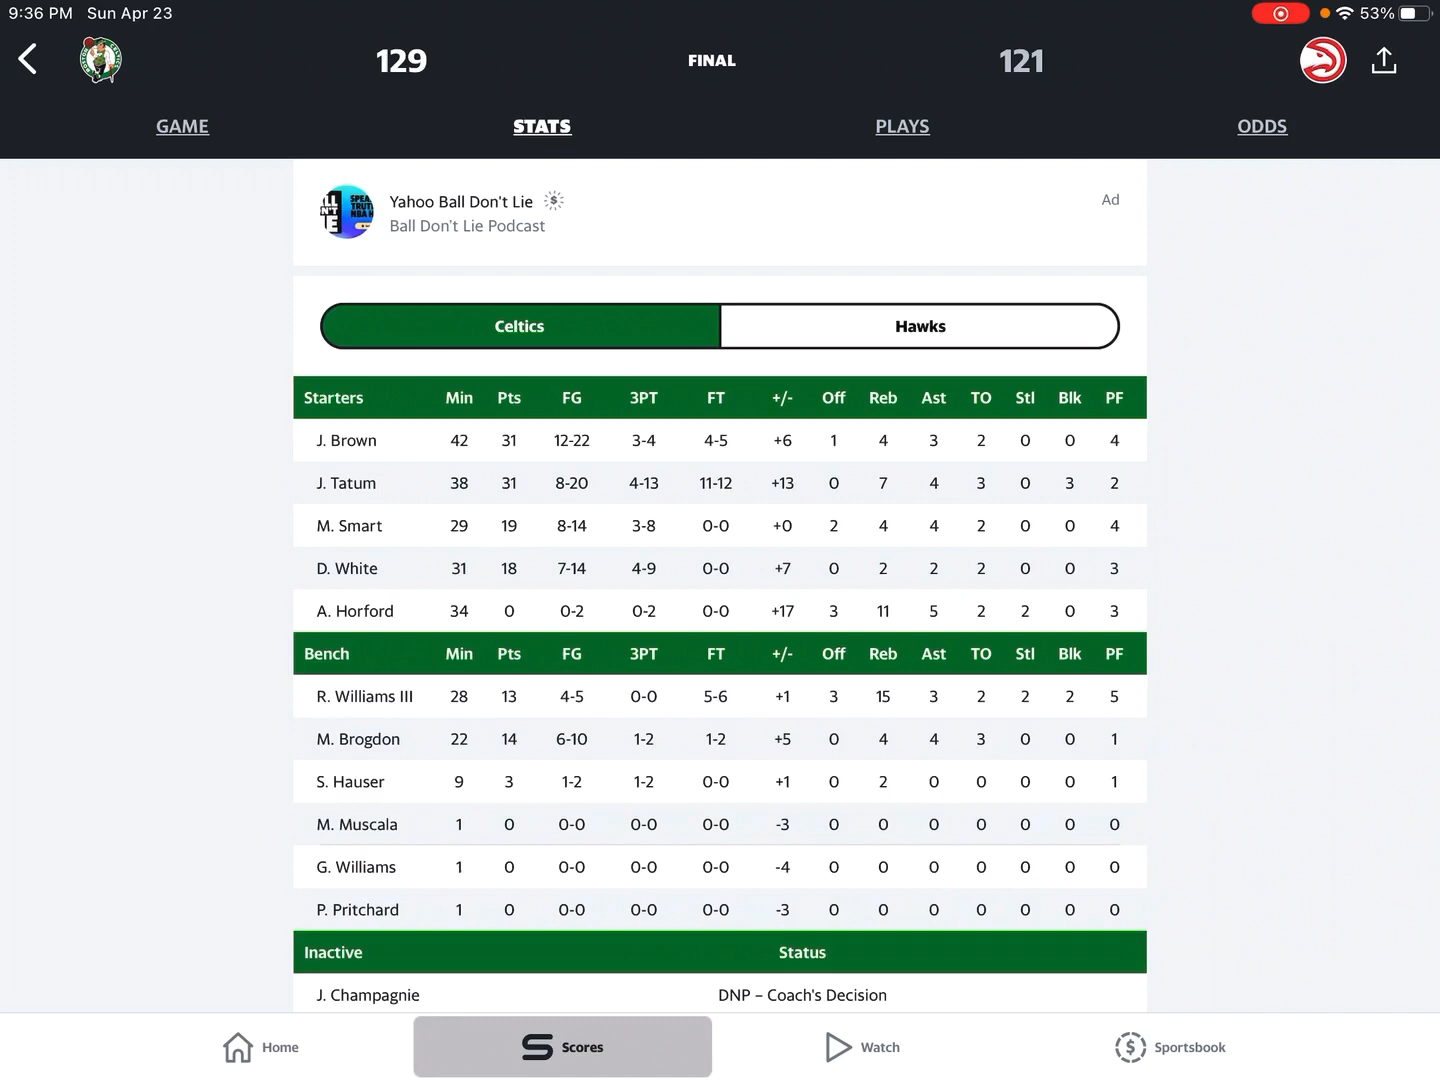 9:36 PM Sun Apr 23 53%
129 FINAL 121
GAME STATS PLAYS ODDS
Yahoo Ball Don't Lie Ad
Ball Don't Lie Podcast
Celtics Hawks
Starters Min Pts FG 3PT FT +/- Off Reb Ast TO Stl Blk PF
J. Brown 42 31 12-22 3-4 4-5 +6 1 4 3 2 0 0 4
J. Tatum 38 31 8-20 4-13 11-12 +13 0 7 4 3 0 3 2
M. Smart 29 19 8-14 3-8 0-0 +0 2 4 4 2 0 0 4
D. White 31 18 7-14 4-9 0-0 +7 0 2 2 2 0 0 3
A. Horford 34 0 0-2 0-2 0-0 +17 3 11 5 2 2 0 3
Bench Min Pts FG 3PT FT +/- Off Reb Ast TO Stl Blk PF
R. Williams III 28 13 4-5 0-0 5-6 +1 3 15 3 2 2 2 5
M. Brogdon 22 14 6-10 1-2 1-2 +5 0 4 4 3 0 0 1
S. Hauser 9 3 1-2 1-2 0-0 +1 0 2 0 0 0 0 1
M. Muscala 1 0 0-0 0-0 0-0 -3 0 0 0 0 0 0 0
G. Williams 1 0 0-0 0-0 0-0 -4 0 0 0 0 0 0 0
P. Pritchard 1 0 0-0 0-0 0-0 -3 0 0 0 0 0 0 0
Inactive Status
J. Champagnie DNP – Coach's Decision
Home Scores Watch Sportsbook